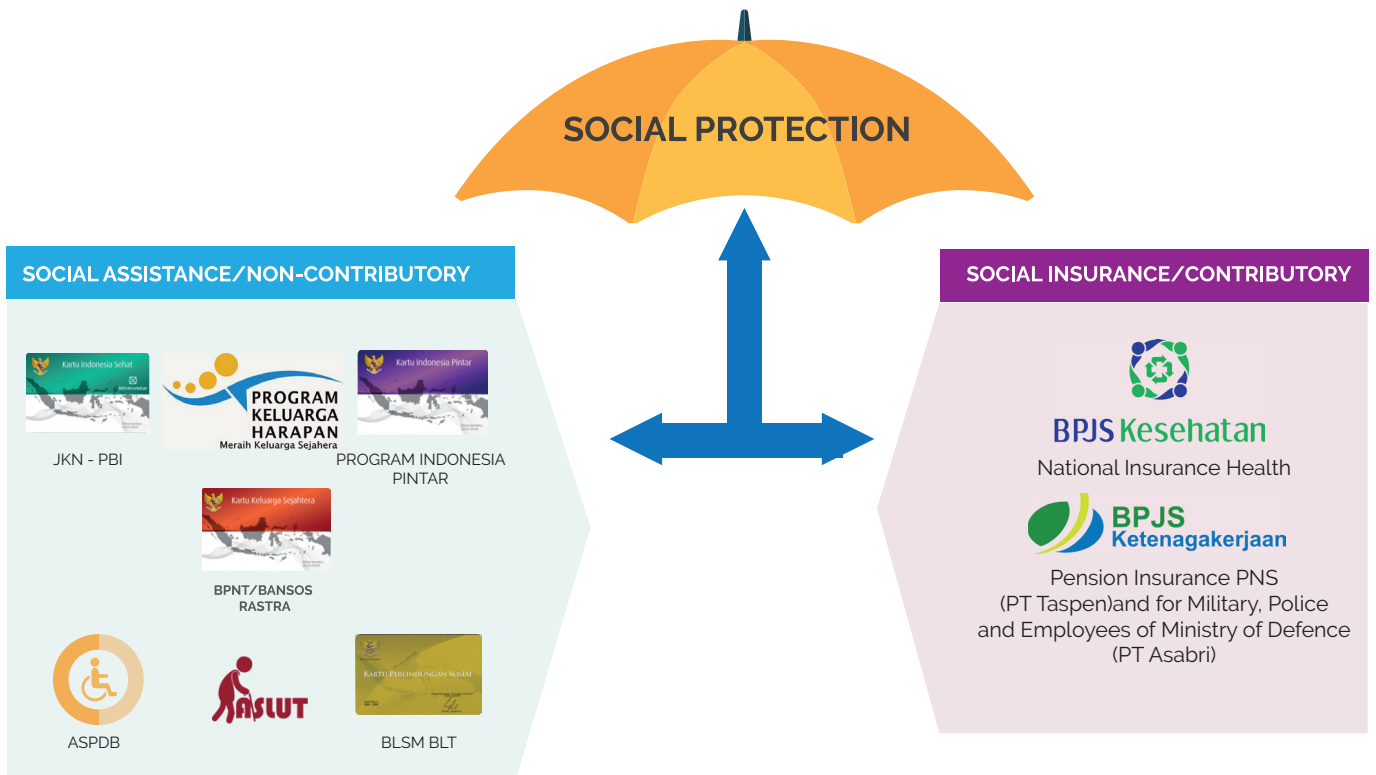 SOCIAL PROTECTION
SOCIAL ASSISTANCE/NON-CONTRIBUTORY
Kartu Indonesia Sehat
BPJS Kesehatan
JKN - PBI
PROGRAM
KELUARGA
HARAPAN
Meraih Keluarga Sejahera
Kartu Indonesia Pintar
PROGRAM INDONESIA
PINTAR
Kartu Keluarga Sejahtera
BPNT/BANSOS
RASTRA
ASPDB
ASLUT
KARTU PERLINDUNGAN SOSIAL
BLSM BLT
SOCIAL INSURANCE/CONTRIBUTORY
BPJS Kesehatan
National Insurance Health
BPJS
Ketenagakerjaan
Pension Insurance PNS
(PT Taspen)and for Military, Police
and Employees of Ministry of Defence
(PT Asabri)